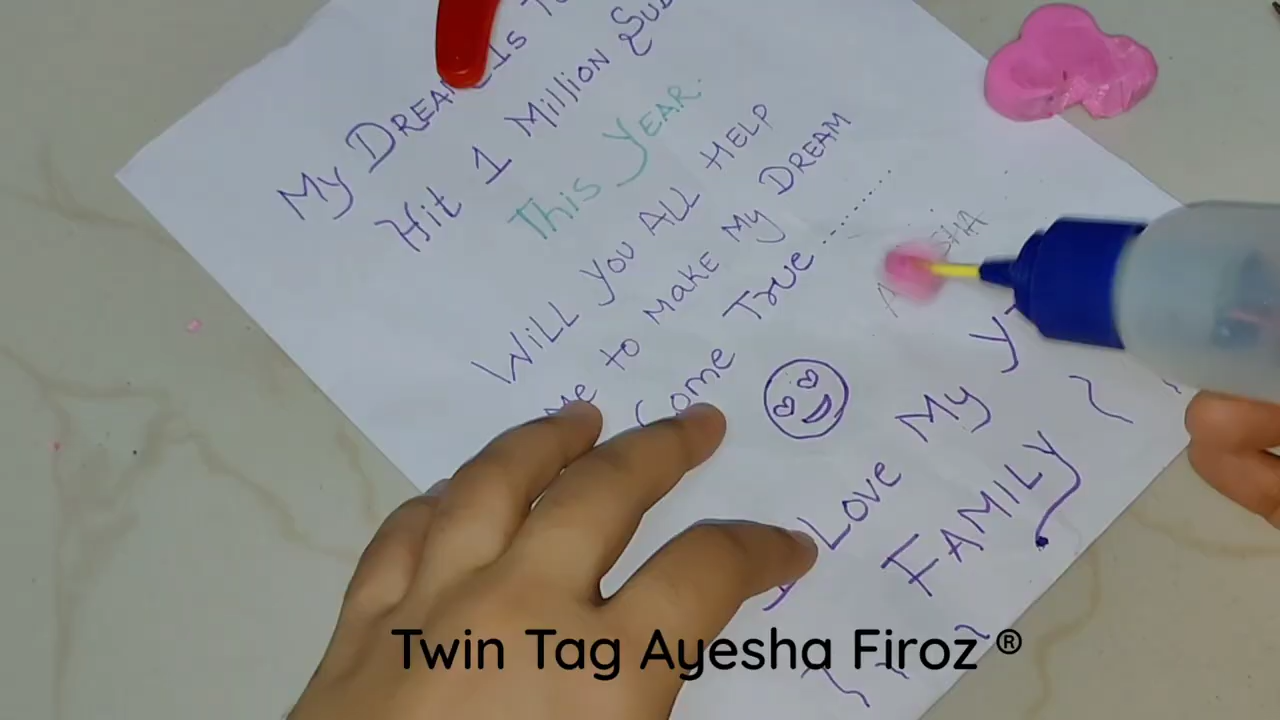 My DREAM Is To
Hit 1 Million Sub
This YEAR.
WiLL you ALL HELP
Me to MAKE My DREAM
Come True ..........
I Love My YT
FAMILY
Twin Tag Ayesha Firoz ®